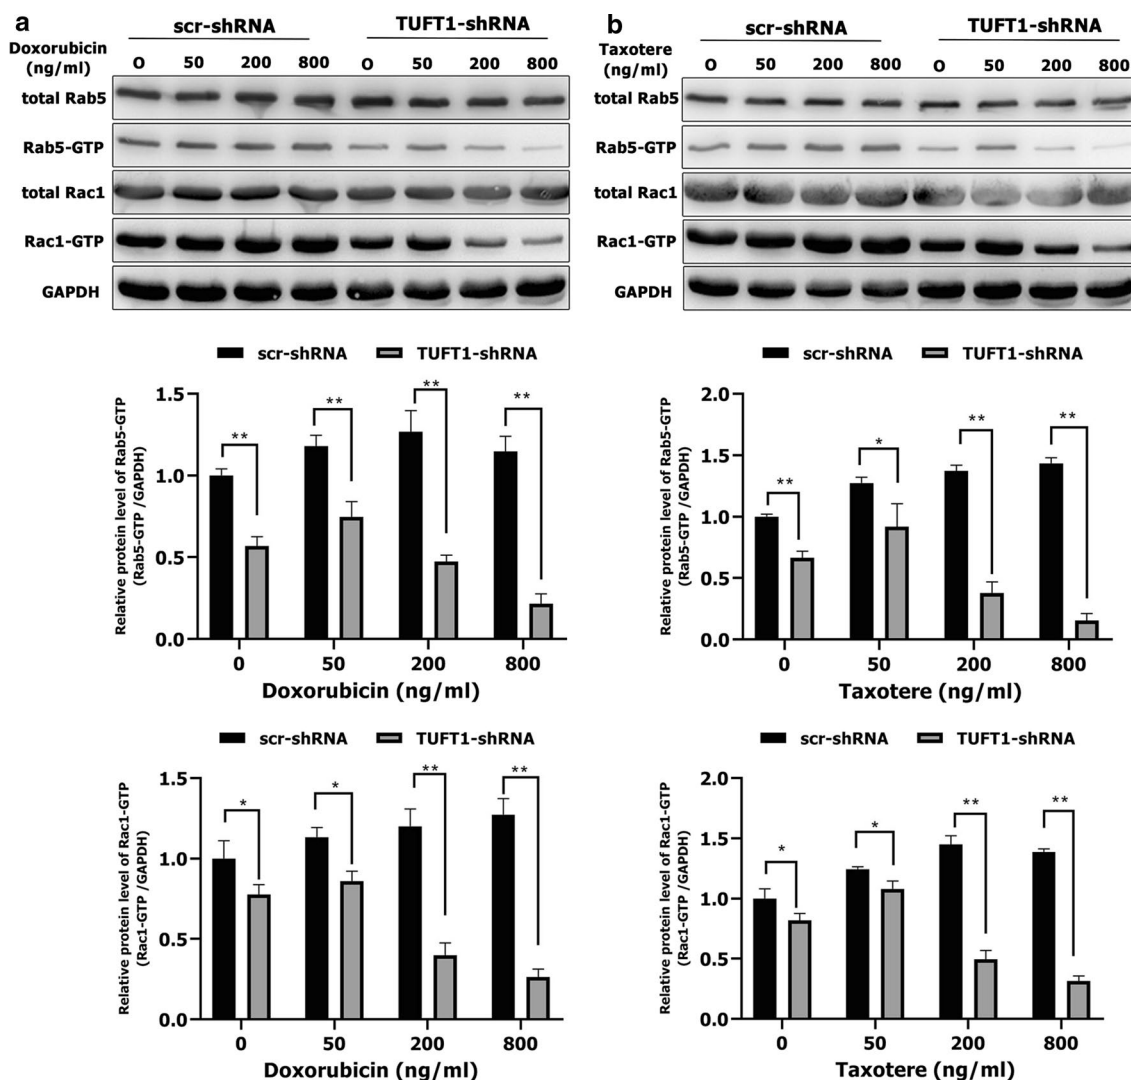 a
scr-shRNA TUFT1-shRNA
Doxorubicin
(ng/ml)
O 50 200 800 O 50 200 800
total Rab5
Rab5-GTP
total Rac1
Rac1-GTP
GAPDH
b
scr-shRNA TUFT1-shRNA
Taxotere
(ng/ml)
O 50 200 800 O 50 200 800
total Rab5
Rab5-GTP
total Rac1
Rac1-GTP
GAPDH
scr-shRNA TUFT1-shRNA
Relative protein level of Rab5-GTP
(Rab5-GTP /GAPDH)
1.5
1.0
0.5
0.0
** ** ** **
0 50 200 800
Doxorubicin (ng/ml)
scr-shRNA TUFT1-shRNA
Relative protein level of Rab5-GTP
(Rab5-GTP /GAPDH)
2.0
1.5
1.0
0.5
0.0
** * ** **
0 50 200 800
Taxotere (ng/ml)
scr-shRNA TUFT1-shRNA
Relative protein level of Rac1-GTP
(Rac1-GTP /GAPDH)
1.5
1.0
0.5
0.0
* * ** **
0 50 200 800
Doxorubicin (ng/ml)
scr-shRNA TUFT1-shRNA
Relative protein level of Rac1-GTP
(Rac1-GTP /GAPDH)
2.0
1.5
1.0
0.5
0.0
* * ** **
0 50 200 800
Taxotere (ng/ml)